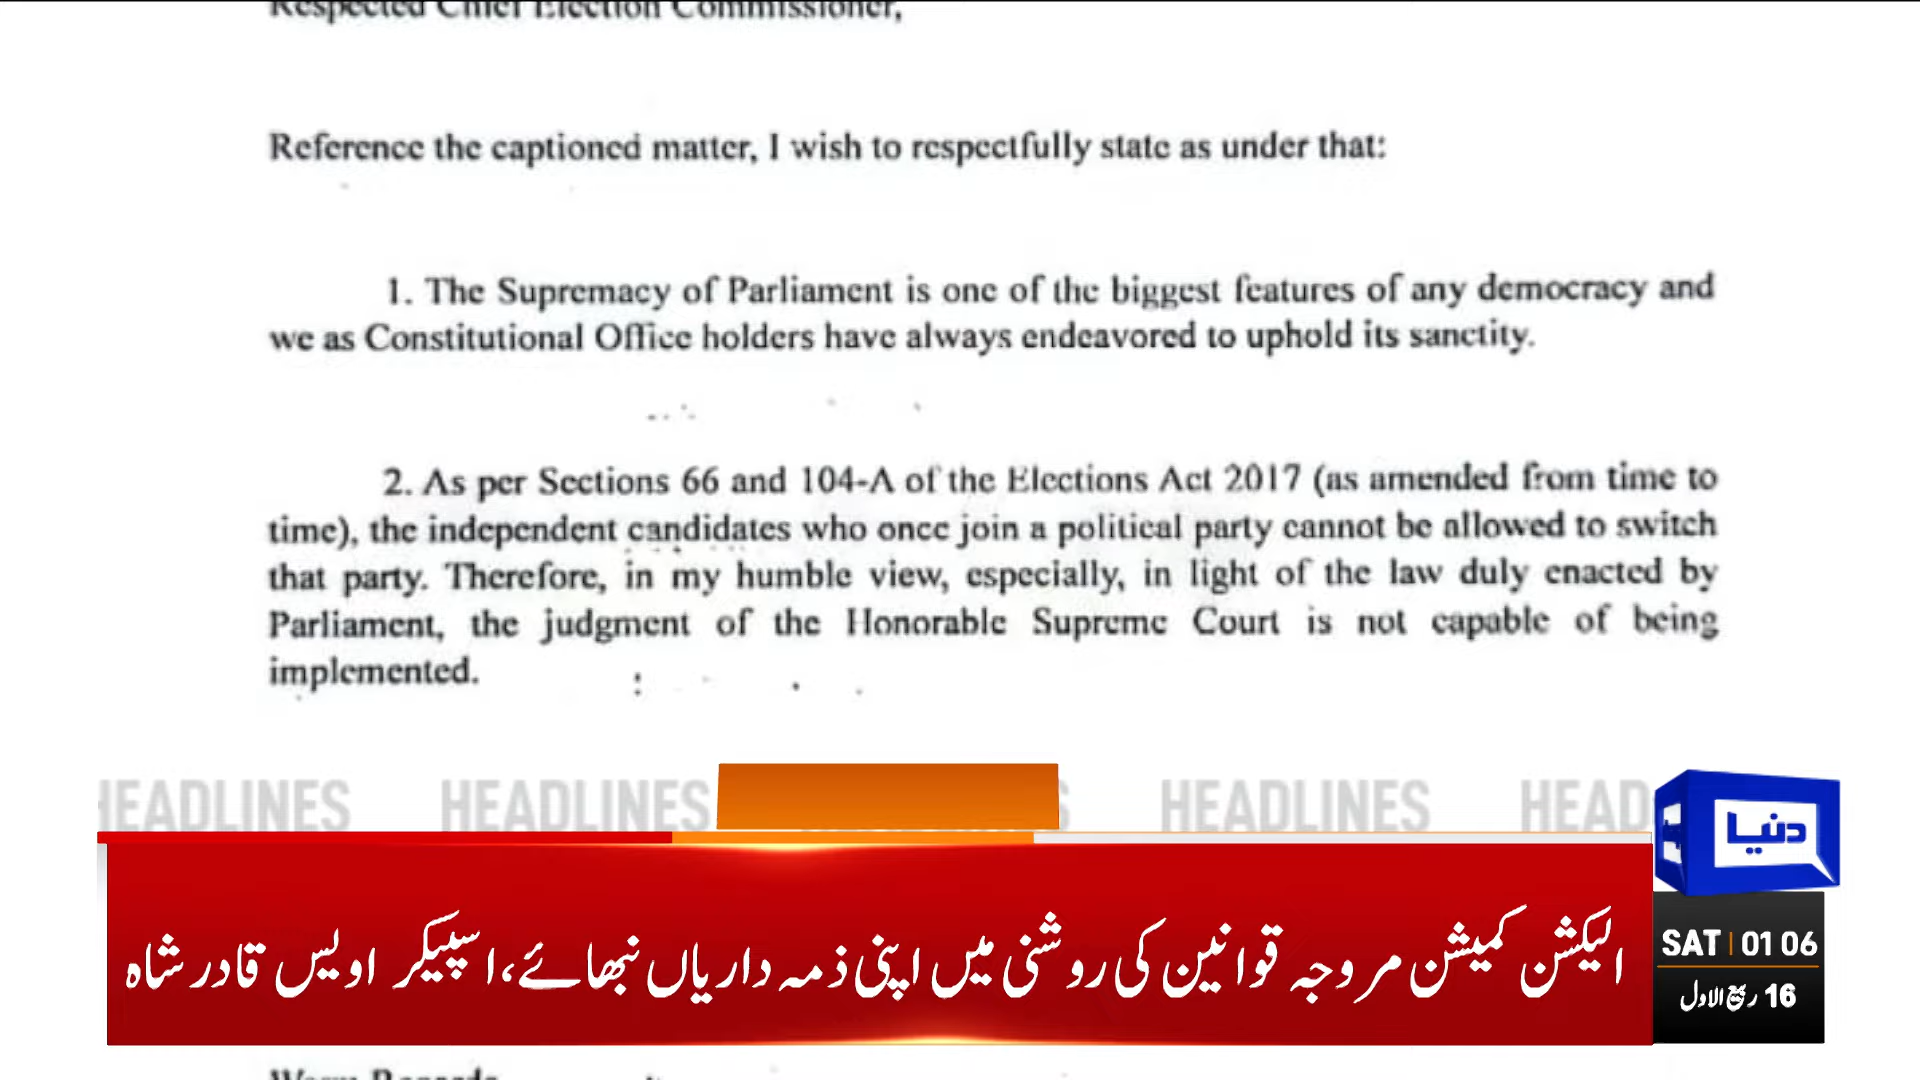 Respected Chief Election Commissioner,
Reference the captioned matter, I wish to respectfully state as under that:
1. The Supremacy of Parliament is one of the biggest features of any democracy and
we as Constitutional Office holders have always endeavored to uphold its sanctity.
2. As per Sections 66 and 104-A of the Elections Act 2017 (as amended from time to
time), the independent candidates who once join a political party cannot be allowed to switch
that party. Therefore, in my humble view, especially, in light of the law duly enacted by
Parliament, the judgment of the Honorable Supreme Court is not capable of being
implemented.
HEADLINES HEADLINES HEADLINES HEAD
دنیا
الیکشن کمیشن مروجہ قوانین کی روشنی میں اپنی ذمہ داریاں نبھائے، اسپیکر اویس قادر شاہ
SAT | 01 06
16 ربیع الاول
Warm Regards